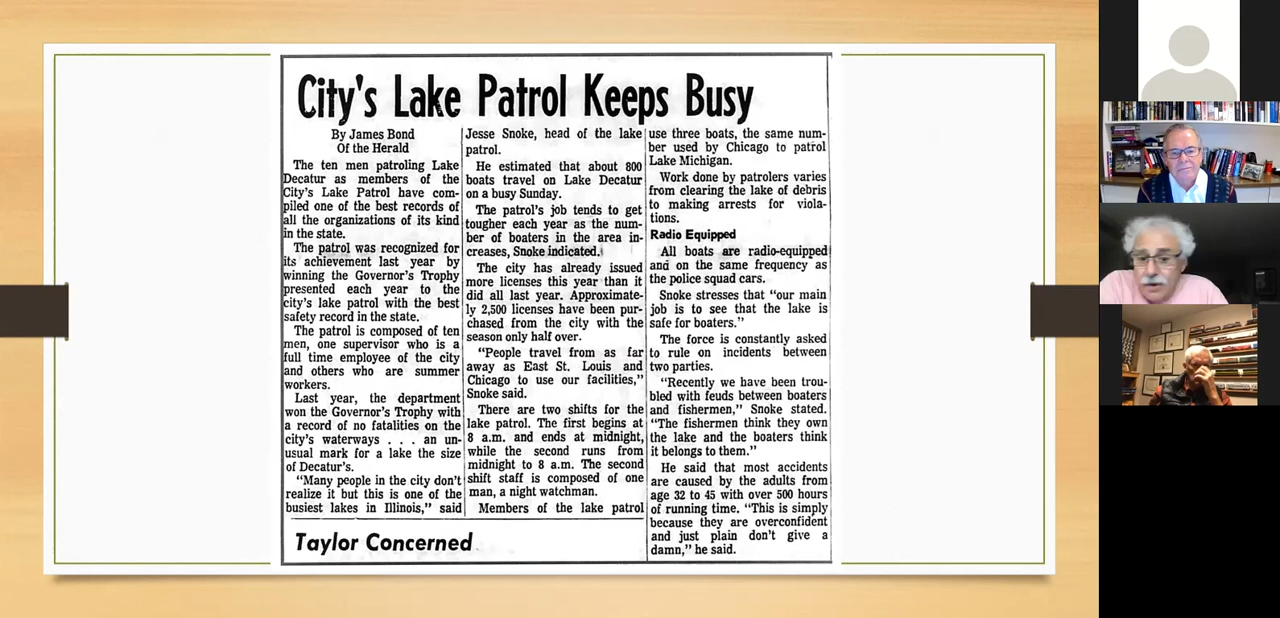 City's Lake Patrol Keeps Busy
By James Bond
Of the Herald
The ten men patroling Lake
Decatur as members of the
City's Lake Patrol have com-
piled one of the best records of
all the organizations of its kind
in the state.
The patrol was recognized for
its achievement last year by
winning the Governor's Trophy
presented each year to the
city's lake patrol with the best
safety record in the state.
The patrol is composed of ten
men, one supervisor who is a
full time employee of the city
and others who are summer
workers.
Last year, the department
won the Governor's Trophy with
a record of no fatalities on the
city's waterways . . . an un-
usual mark for a lake the size
of Decatur's.
"Many people in the city don't
realize it but this is one of the
busiest lakes in Illinois," said
Jesse Snoke, head of the lake
patrol.
He estimated that about 800
boats travel on Lake Decatur
on a busy Sunday.
The patrol's job tends to get
tougher each year as the num-
ber of boaters in the area in-
creases, Snoke indicated.
The city has already issued
more licenses this year than it
did all last year. Approximate-
ly 2,500 licenses have been pur-
chased from the city with the
season only half over.
"People travel from as far
away as East St. Louis and
Chicago to use our facilities,"
Snoke said.
There are two shifts for the
lake patrol. The first begins at
8 a.m. and ends at midnight,
while the second runs from
midnight to 8 a.m. The second
shift staff is composed of one
man, a night watchman.
Members of the lake patrol
use three boats, the same num-
ber used by Chicago to patrol
Lake Michigan.
Work done by patrolers varies
from clearing the lake of debris
to making arrests for viola-
tions.
Radio Equipped
All boats are radio-equipped
and on the same frequency as
the police squad cars.
Snoke stresses that "our main
job is to see that the lake is
safe for boaters."
The force is constantly asked
to rule on incidents between
two parties.
"Recently we have been trou-
bled with feuds between boaters
and fishermen," Snoke stated.
"The fishermen think they own
the lake and the boaters think
it belongs to them."
He said that most accidents
are caused by the adults from
age 32 to 45 with over 500 hours
of running time. "This is simply
because they are overconfident
and just plain don't give a
damn," he said.
Taylor Concerned